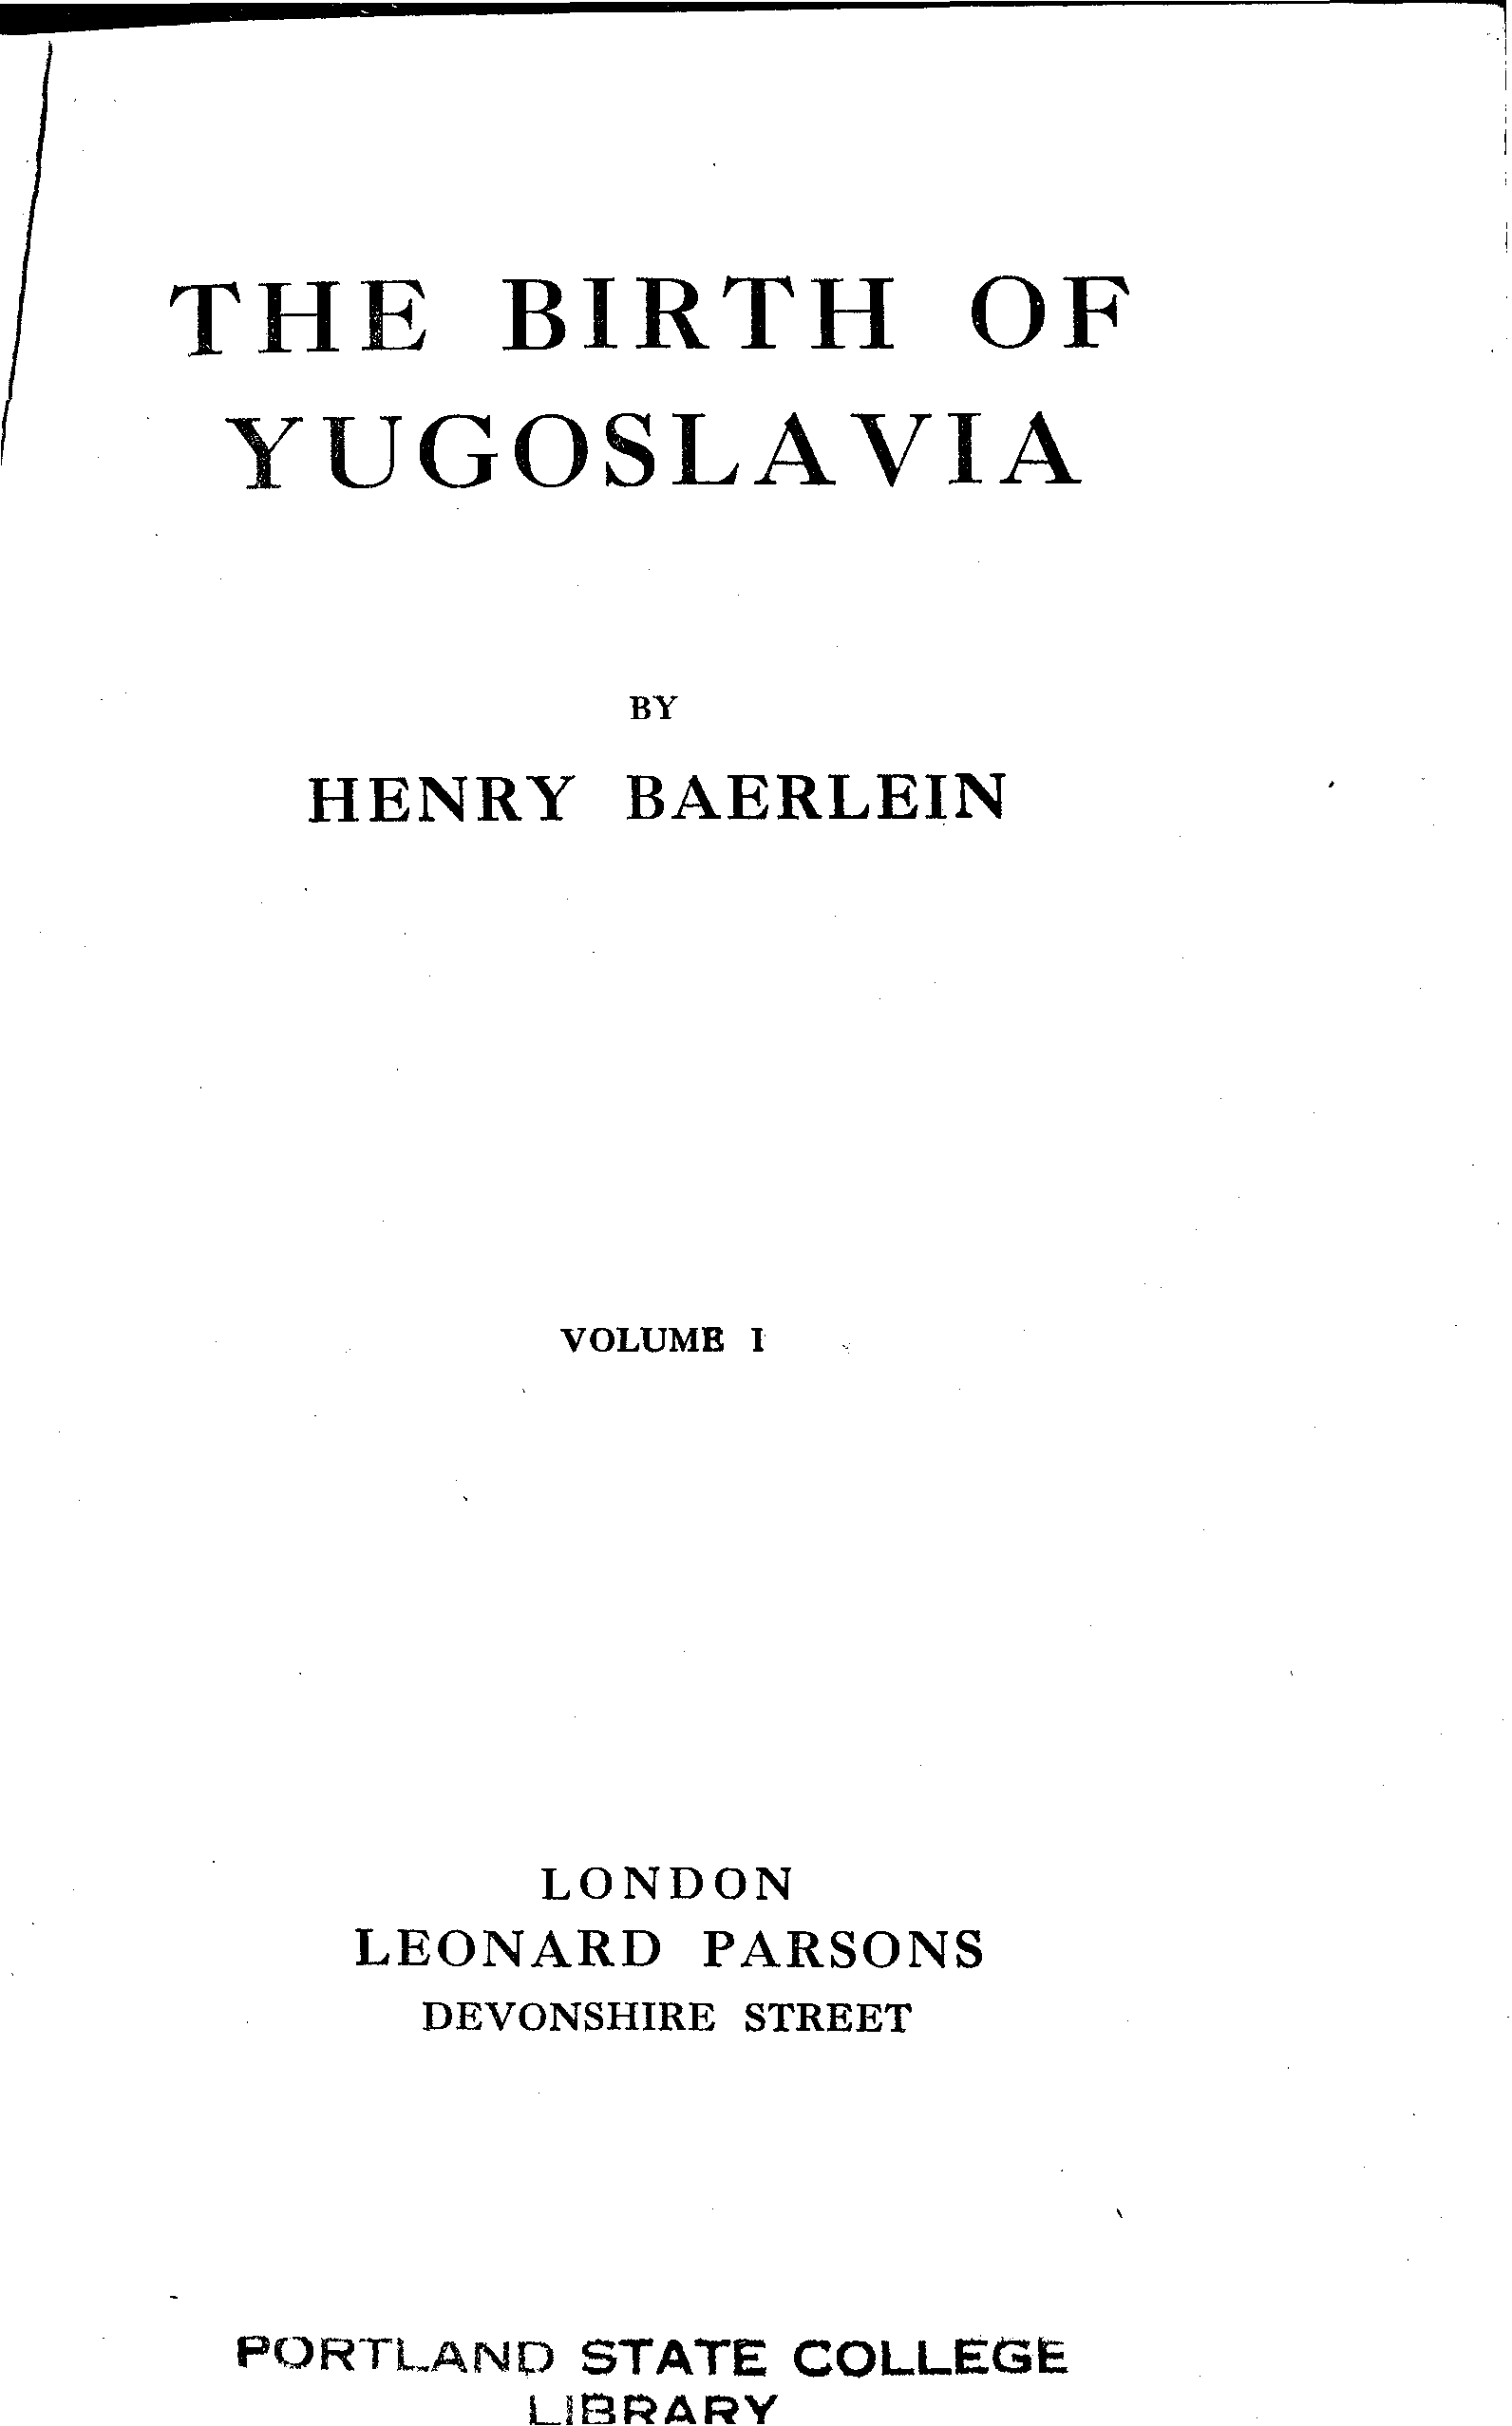 THE BIRTH OF
YUGOSLAVIA
BY
HENRY BAERLEIN
VOLUME I
LONDON
LEONARD PARSONS
DEVONSHIRE STREET
PORTLAND STATE COLLEGE
LIBRARY